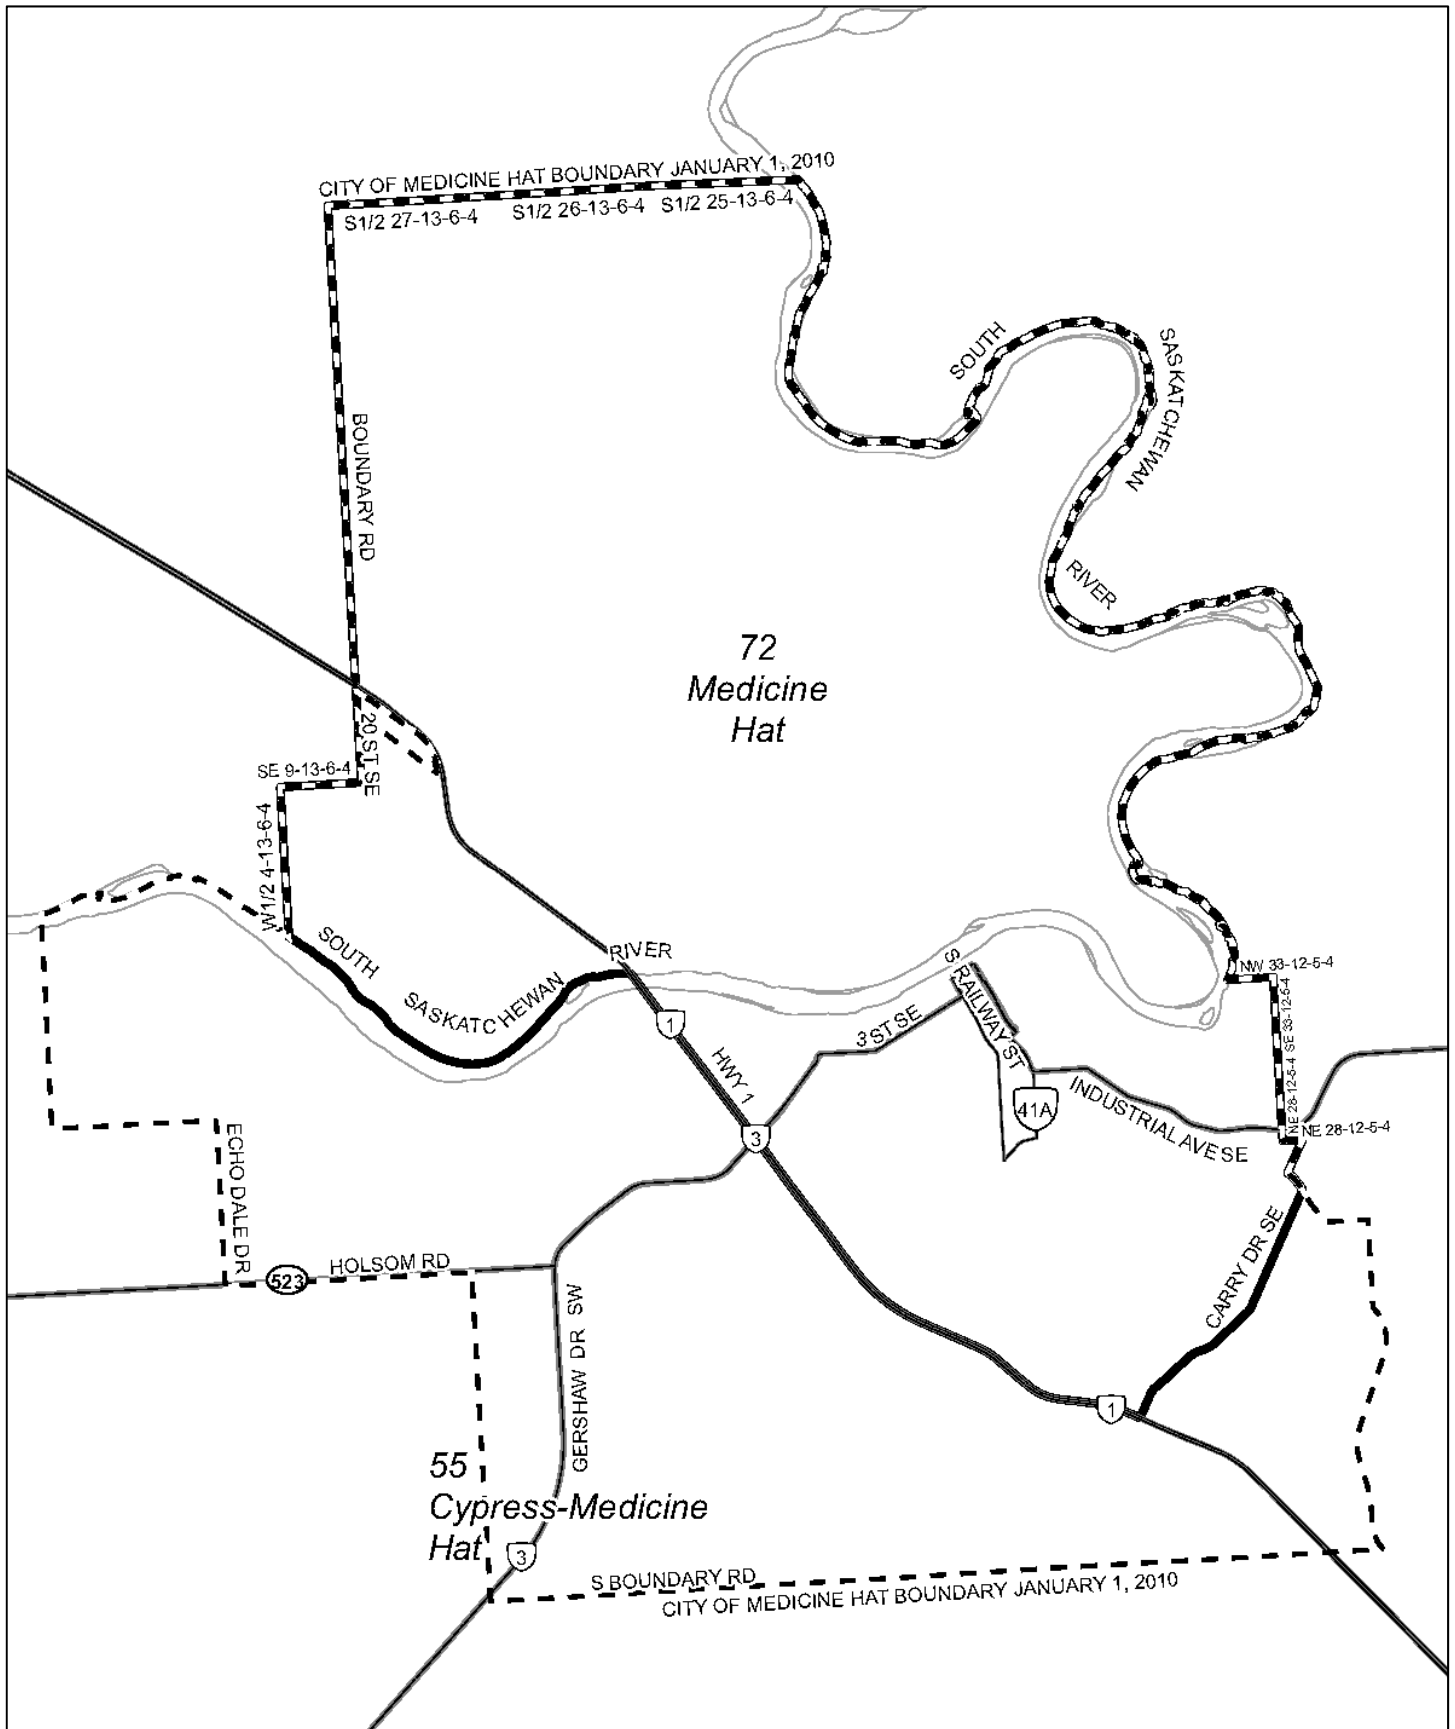 CITY OF MEDICINE HAT BOUNDARY JANUARY 1, 2010
S1/2 27-13-6-4
S1/2 26-13-6-4
S1/2 25-13-6-4
SOUTH
SASKATCHEWAN
BOUNDARY RD
RIVER
72
Medicine
Hat
20 ST SE
SE 9-13-6-4
W1/2 4-13-6-4
SOUTH
SASKATCHEWAN
RIVER
S RAILWAY ST
NW 33-12-5-4
SE 33-12-5-4
NE 28-12-5-4
1
3 ST SE
HWY 1
41A
INDUSTRIAL AVE SE
NE 28-12-5-4
3
ECHO DALE DR
HOLSOM RD
523
CARRY DR SE
GERSHAW DR SW
1
55
Cypress-Medicine
Hat
3
S BOUNDARY RD
CITY OF MEDICINE HAT BOUNDARY JANUARY 1, 2010